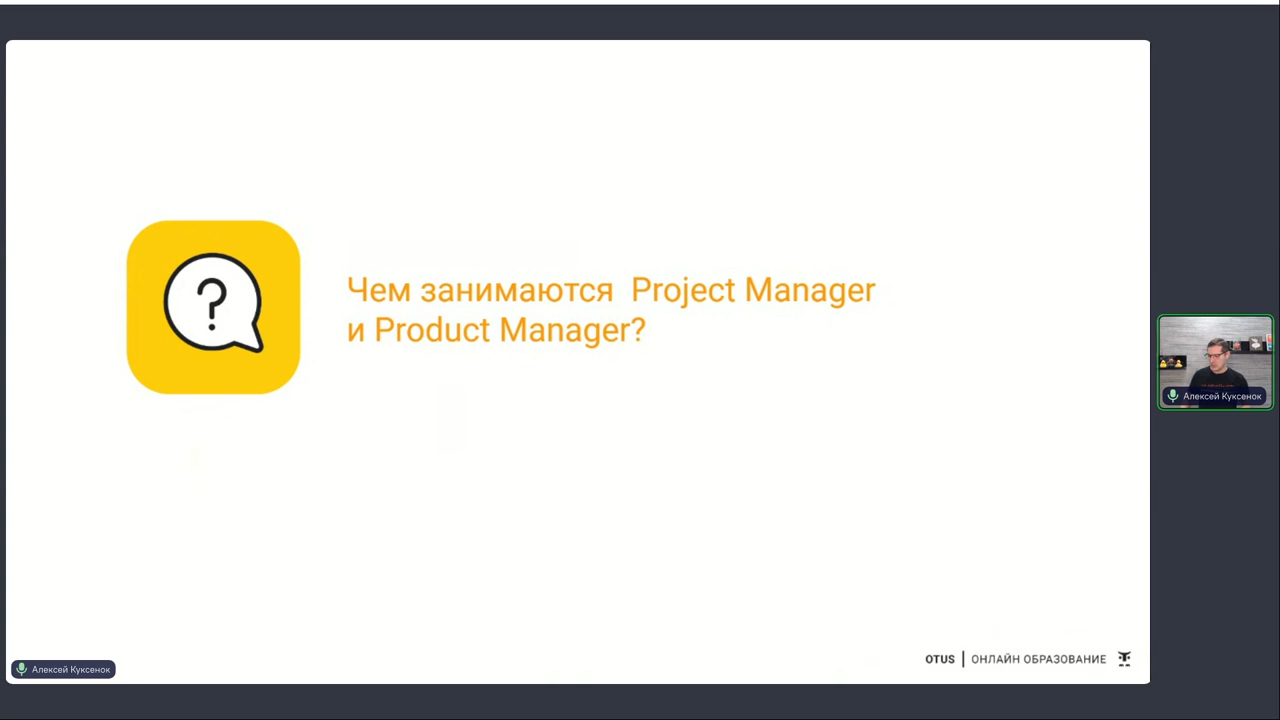 Чем занимаются Project Manager
и Product Manager?
Алексей Куксенок
Алексей Куксенок
OTUS | ОНЛАЙН ОБРАЗОВАНИЕ